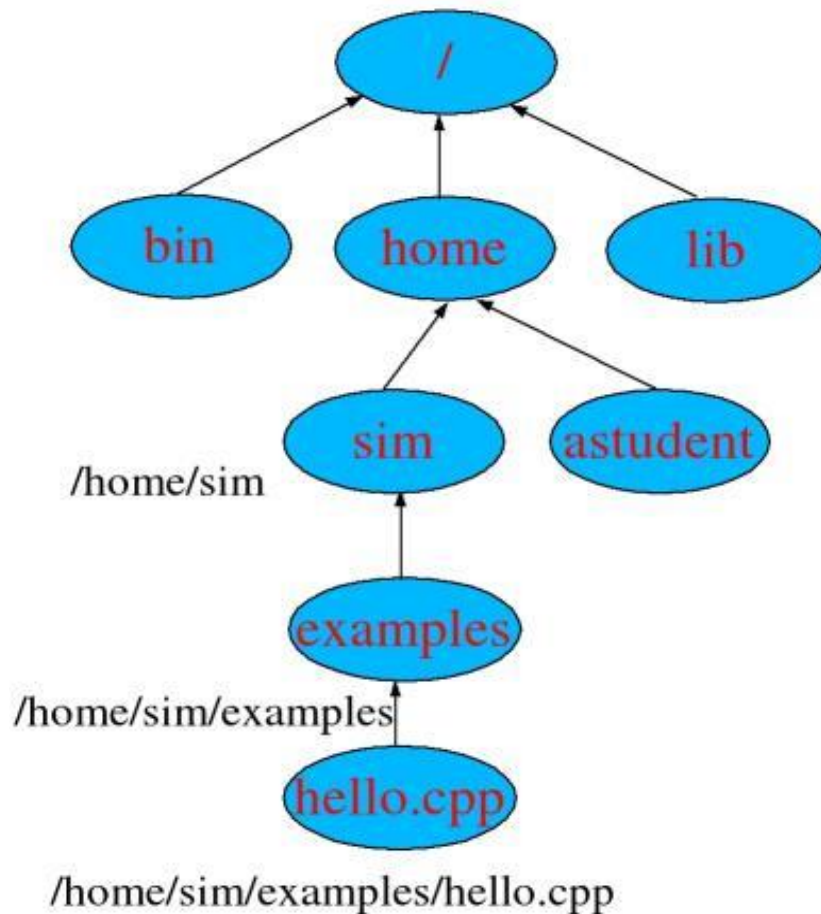 /
bin
home
lib
sim
astudent
/home/sim
examples
/home/sim/examples
hello.cpp
/home/sim/examples/hello.cpp